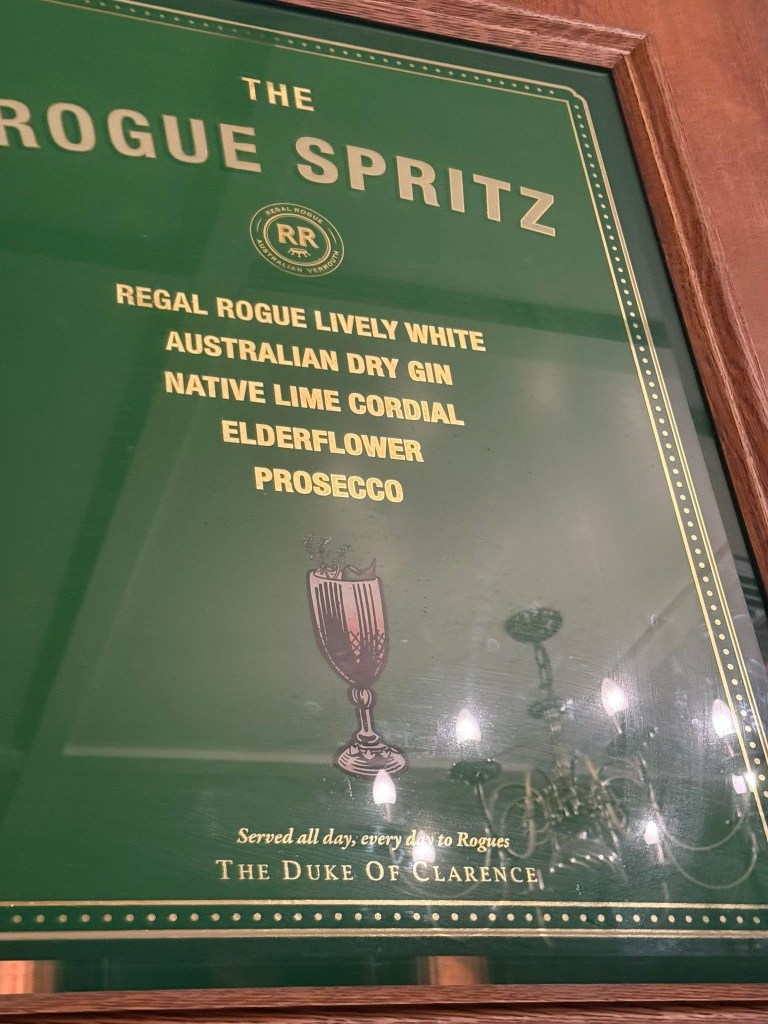 THE
ROGUE SPRITZ
REGAL ROGUE
RR
AUSTRALIAN VERMOUTH
REGAL ROGUE LIVELY WHITE
AUSTRALIAN DRY GIN
NATIVE LIME CORDIAL
ELDERFLOWER
PROSECCO
Served all day, every day to Rogues
THE DUKE OF CLARENCE